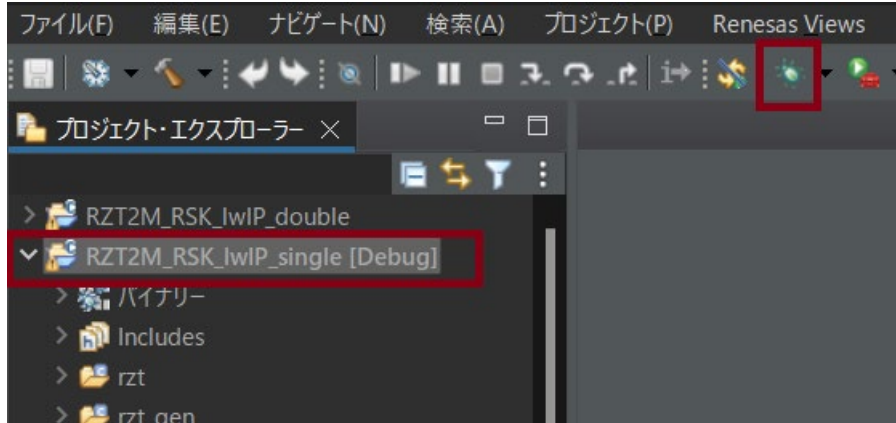 ファイル(F) 編集(E) ナビゲート(N) 検索(A) プロジェクト(P) Renesas Views
プロジェクト・エクスプローラー
RZT2M_RSK_lwIP_double
RZT2M_RSK_lwIP_single [Debug]
バイナリー
Includes
rzt
rzt_gen